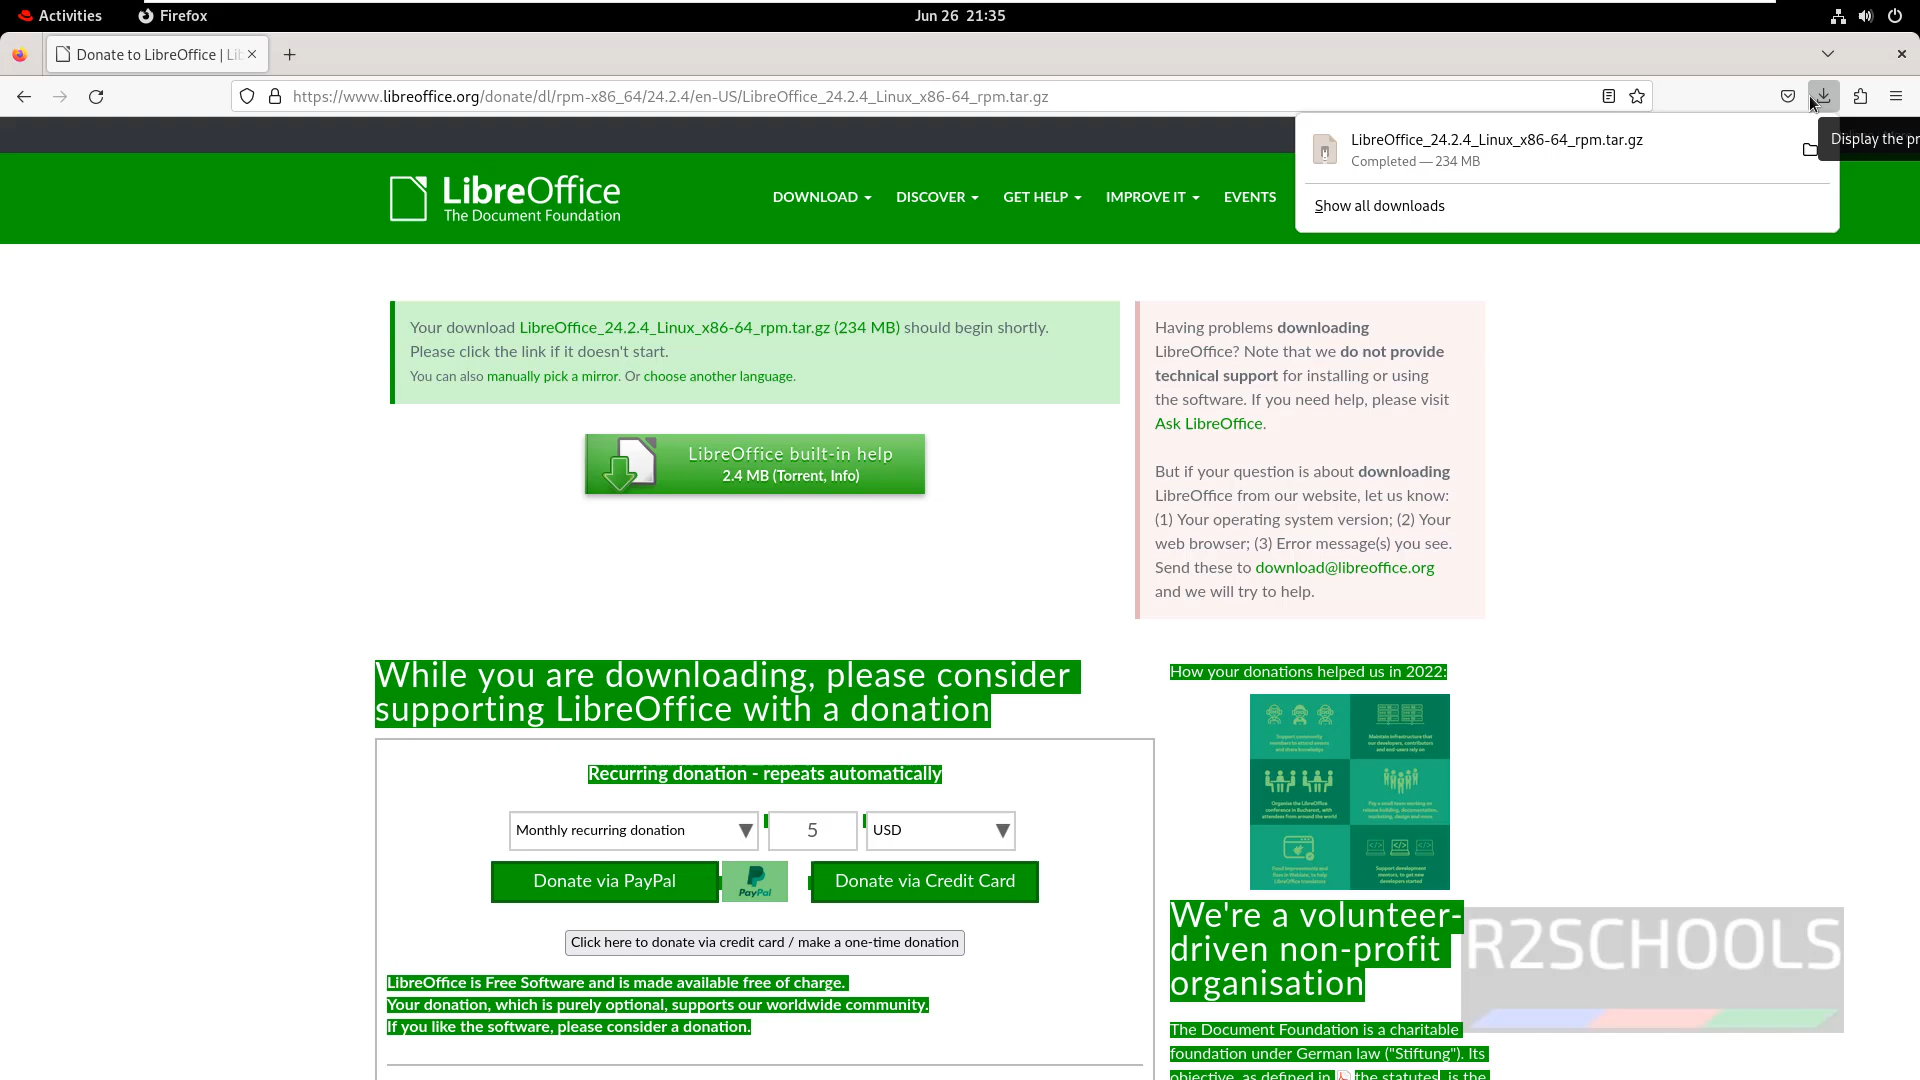 Activities
Firefox
Jun 26 21:35
Donate to LibreOffice | Lib
https://www.libreoffice.org/donate/dl/rpm-x86_64/24.2.4/en-US/LibreOffice_24.2.4_Linux_x86-64_rpm.tar.gz
LibreOffice_24.2.4_Linux_x86-64_rpm.tar.gz
Completed — 234 MB
Display the pr
Show all downloads
LibreOffice
The Document Foundation
DOWNLOAD
DISCOVER
GET HELP
IMPROVE IT
EVENTS
Your download LibreOffice_24.2.4_Linux_x86-64_rpm.tar.gz (234 MB) should begin shortly.
Please click the link if it doesn't start.
You can also manually pick a mirror. Or choose another language.
LibreOffice built-in help
2.4 MB (Torrent, Info)
Having problems downloading
LibreOffice? Note that we do not provide
technical support for installing or using
the software. If you need help, please visit
Ask LibreOffice.
But if your question is about downloading
LibreOffice from our website, let us know:
(1) Your operating system version; (2) Your
web browser; (3) Error message(s) you see.
Send these to download@libreoffice.org
and we will try to help.
While you are downloading, please consider
supporting LibreOffice with a donation
Recurring donation - repeats automatically
Monthly recurring donation
5
USD
Donate via PayPal
PayPal
Donate via Credit Card
Click here to donate via credit card / make a one-time donation
LibreOffice is Free Software and is made available free of charge.
Your donation, which is purely optional, supports our worldwide community.
If you like the software, please consider a donation.
How your donations helped us in 2022:
We're a volunteer-
driven non-profit
organisation
The Document Foundation is a charitable
foundation under German law ("Stiftung"). Its
objective, as defined in the statutes, is the
R2SCHOOLS